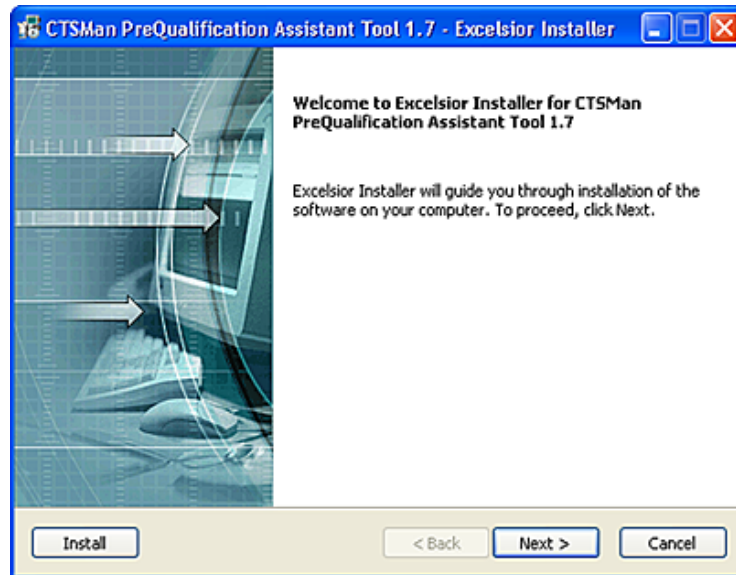 CTSMan PreQualification Assistant Tool 1.7 - Excelsior Installer
Welcome to Excelsior Installer for CTSMan
PreQualification Assistant Tool 1.7
Excelsior Installer will guide you through installation of the
software on your computer. To proceed, click Next.
Install
< Back
Next >
Cancel